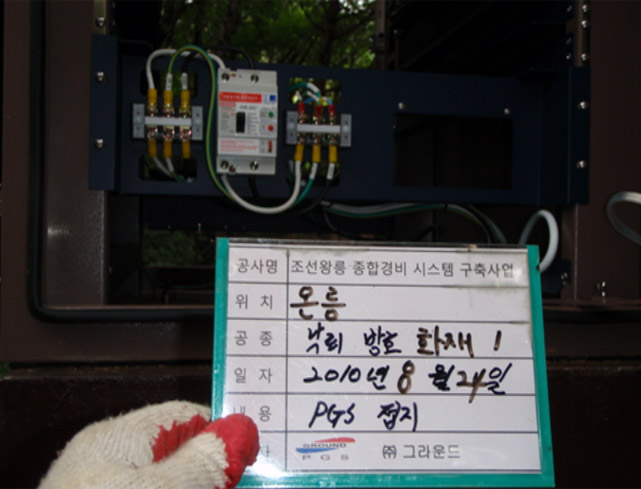 공사명 조선왕릉 종합경비 시스템 구축사업
위 치 온릉
공 종 낙뢰 방호 화재 1
일 자 2010년 8월 24일
내 용 PGS 접지
사 GROUND PGS ㈜ 그라운드